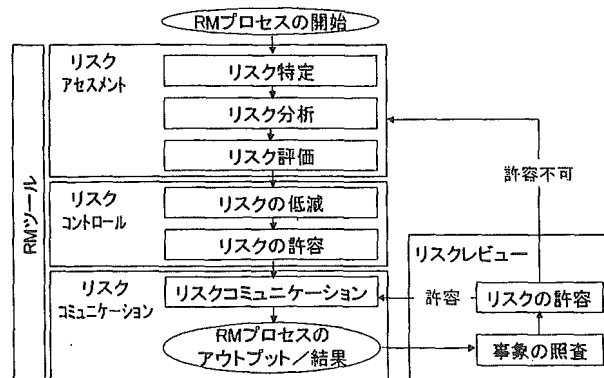 RMプロセスの開始
リスク
アセスメント
リスク特定
リスク分析
リスク評価
RMツール
リスク
コントロール
リスクの低減
リスクの許容
許容不可
リスクレビュー
リスク
コミュニケーション
リスクコミュニケーション
許容
リスクの許容
RMプロセスの
アウトプット/結果
事象の照査